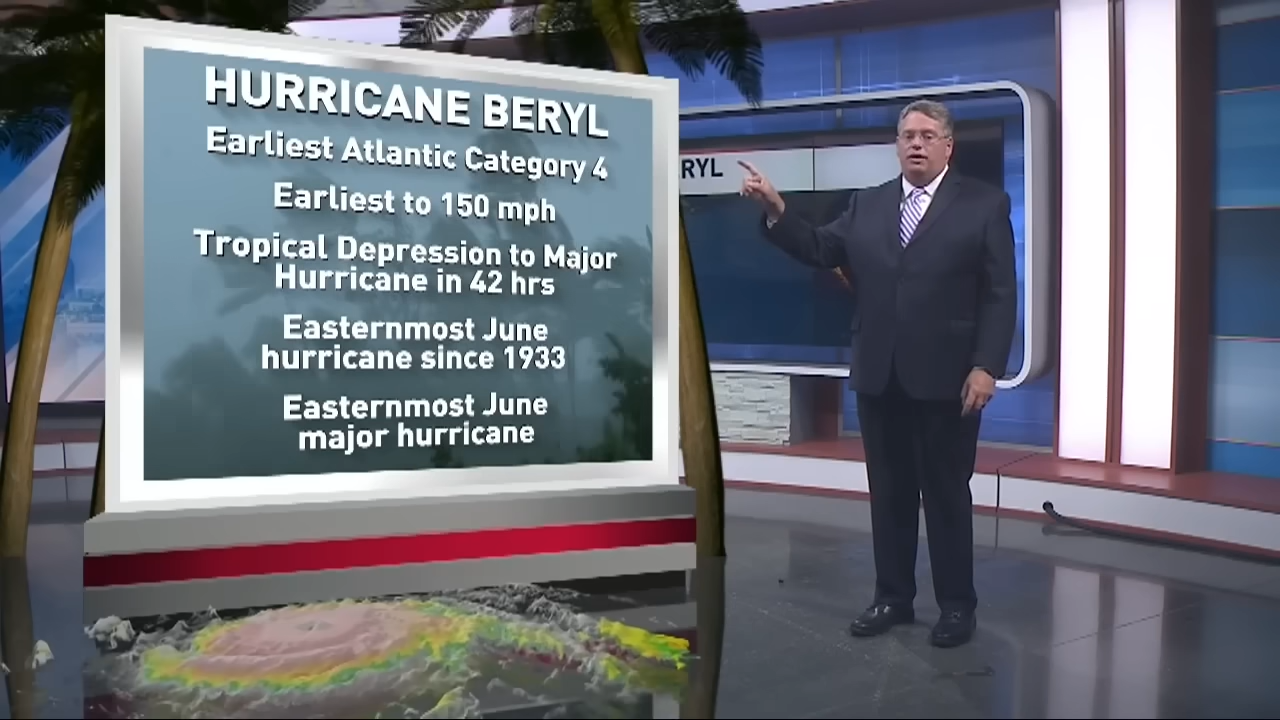 HURRICANE BERYL
Earliest Atlantic Category 4
Earliest to 150 mph
Tropical Depression to Major
Hurricane in 42 hrs
Easternmost June
hurricane since 1933
Easternmost June
major hurricane
RYL